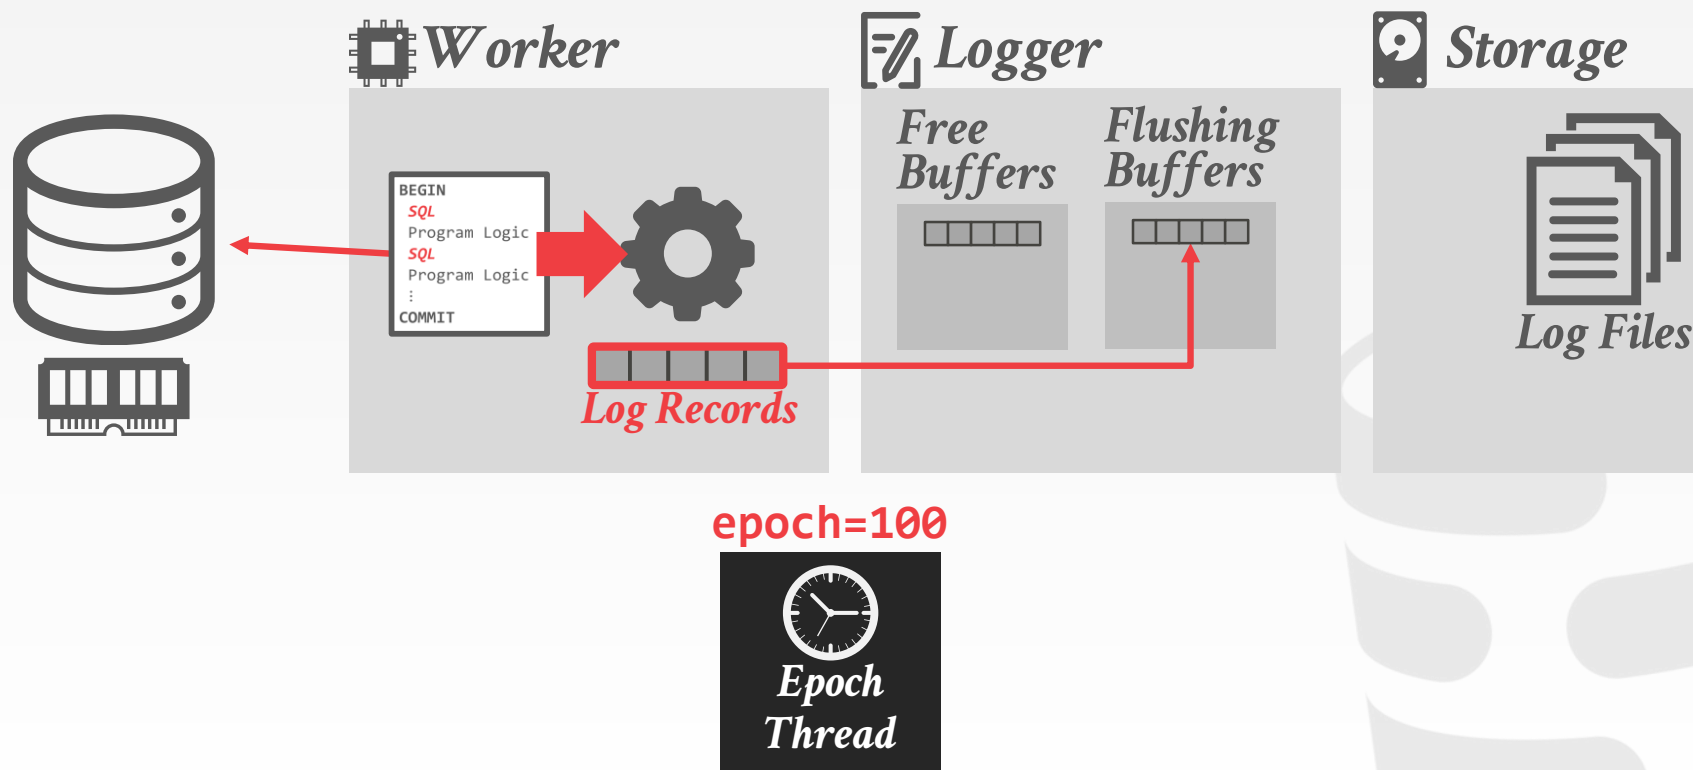 Worker
BEGIN
SQL
Program Logic
SQL
Program Logic
⋮
COMMIT
Log Records
Logger
Free
Buffers
Flushing
Buffers
Storage
Log Files
epoch=100
Epoch
Thread